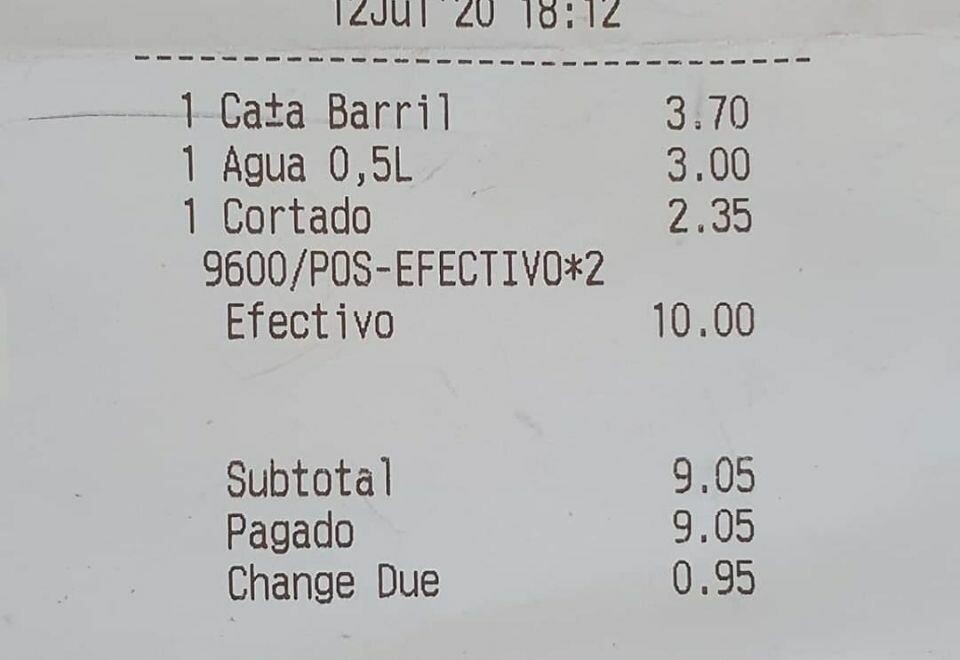 12Jul'20 18:12
--------------------------------
1 Ca±a Barril 3.70
1 Agua 0,5L 3.00
1 Cortado 2.35
9600/POS-EFECTIVO*2
Efectivo 10.00
Subtotal 9.05
Pagado 9.05
Change Due 0.95